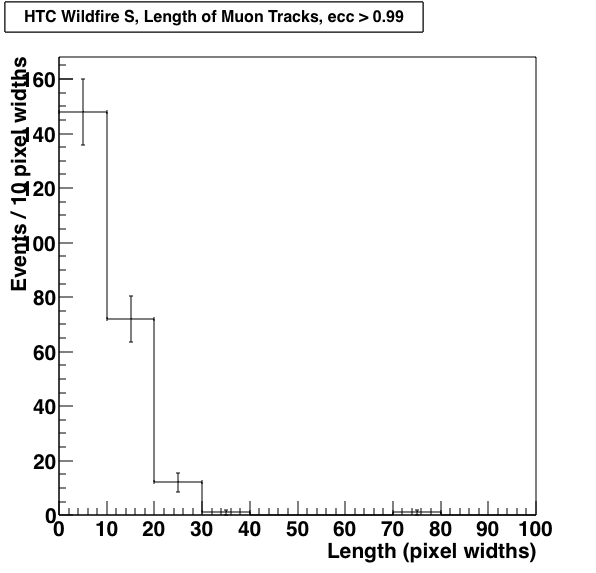 HTC Wildfire S, Length of Muon Tracks, ecc > 0.99
Events / 10 pixel widths
160
140
120
100
80
60
40
20
0
0 10 20 30 40 50 60 70 80 90 100
Length (pixel widths)